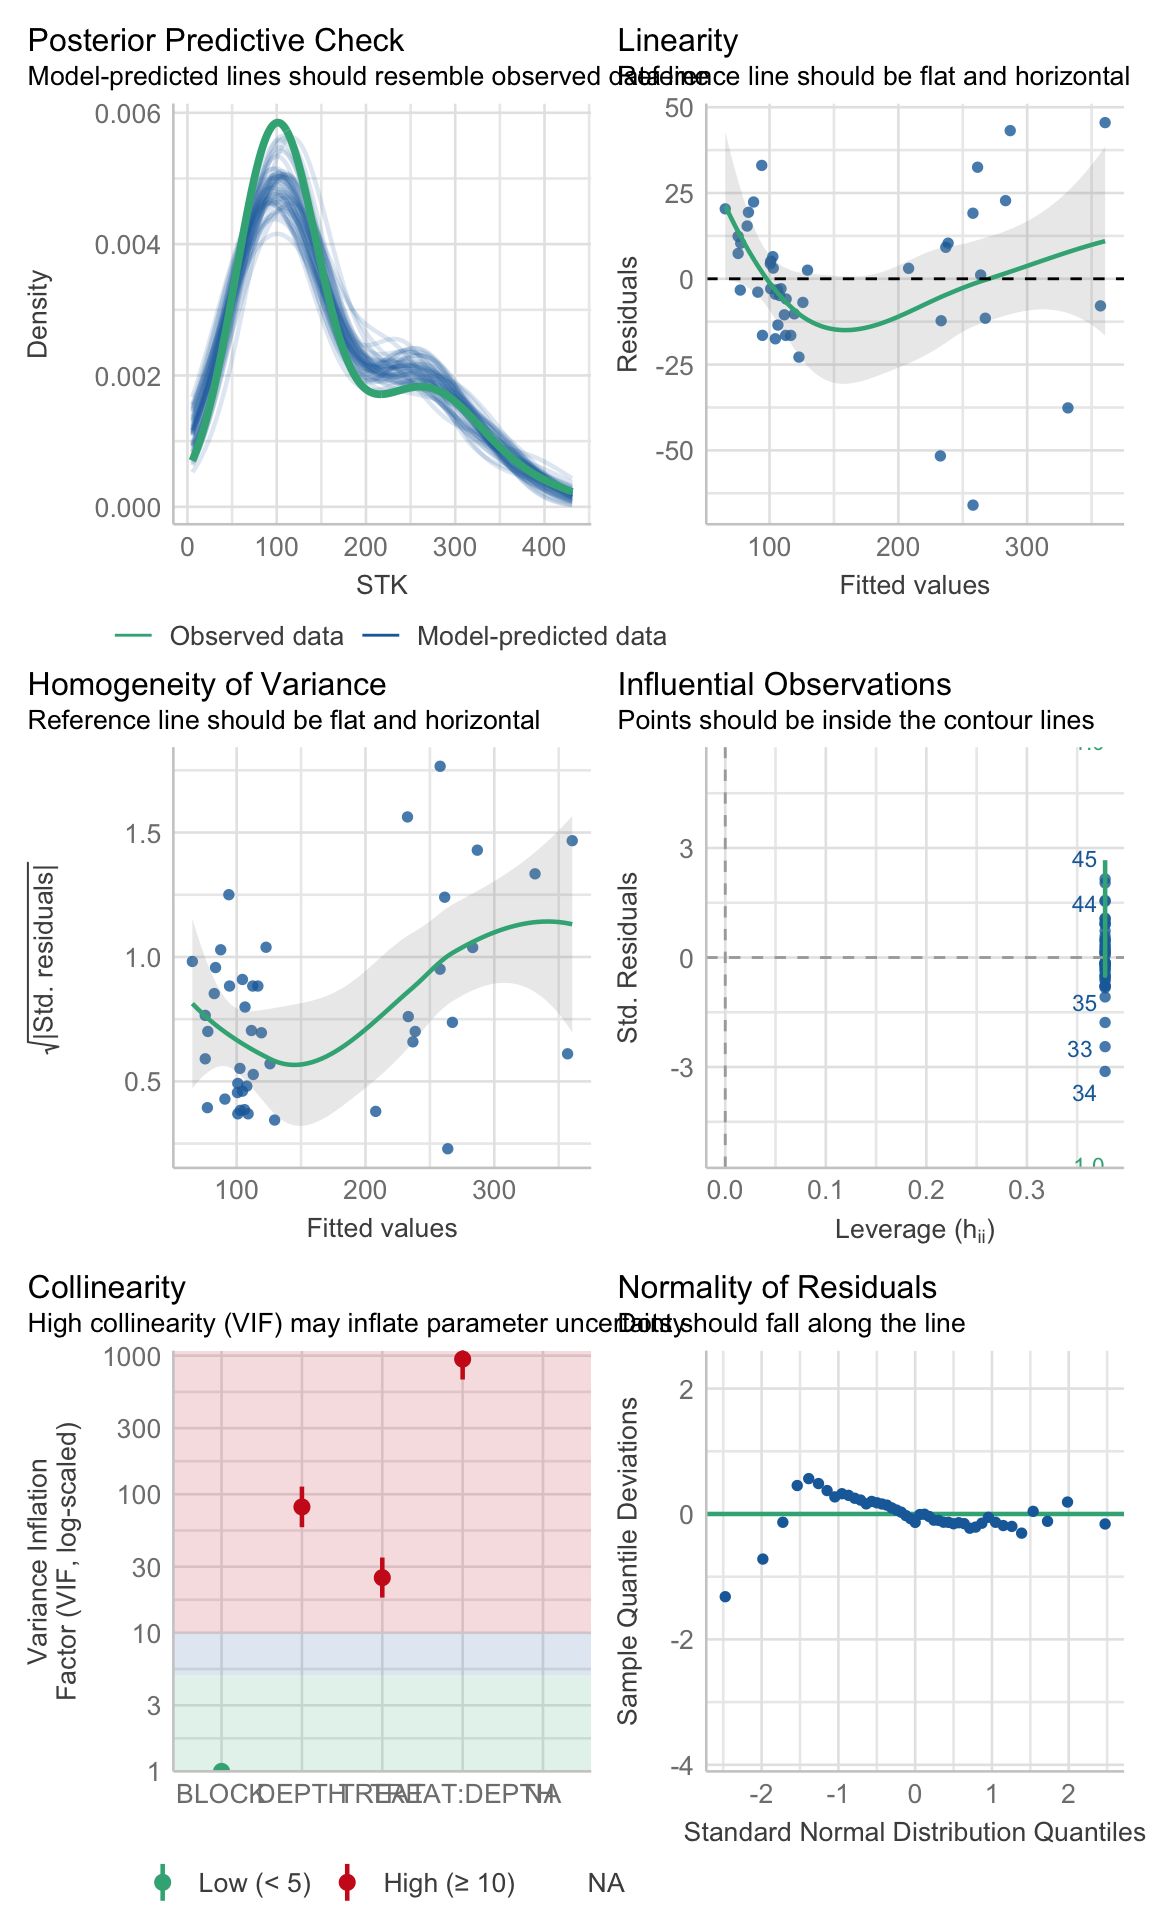 Posterior Predictive Check
Model-predicted lines should resemble observed data line
0.006
0.004
0.002
0.000
Density
0
100
200
300
400
STK
Observed data
Model-predicted data
Linearity
Reference line should be flat and horizontal
50
25
0
-25
-50
Residuals
100
200
300
Fitted values
Homogeneity of Variance
Reference line should be flat and horizontal
1.5
1.0
0.5
√|Std. residuals|
100
200
300
Fitted values
Influential Observations
Points should be inside the contour lines
3
0
-3
Std. Residuals
45
44
35
33
34
1.0
0.0
0.1
0.2
0.3
Leverage (hii)
Collinearity
High collinearity (VIF) may inflate parameter uncertainty
1000
300
100
30
10
3
1
Variance Inflation
Factor (VIF, log-scaled)
BLOCK
DEPTH
TREAT
TREAT:DEPTH
NA
Low (< 5)
High (≥ 10)
NA
Normality of Residuals
Dots should fall along the line
2
0
-2
-4
Sample Quantile Deviations
-2
-1
0
1
2
Standard Normal Distribution Quantiles